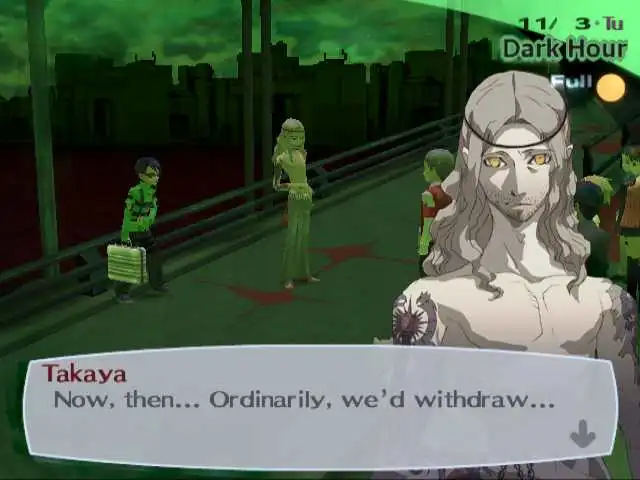 11/ 3·Tu
Dark Hour
Full
Takaya
Now, then... Ordinarily, we'd withdraw...